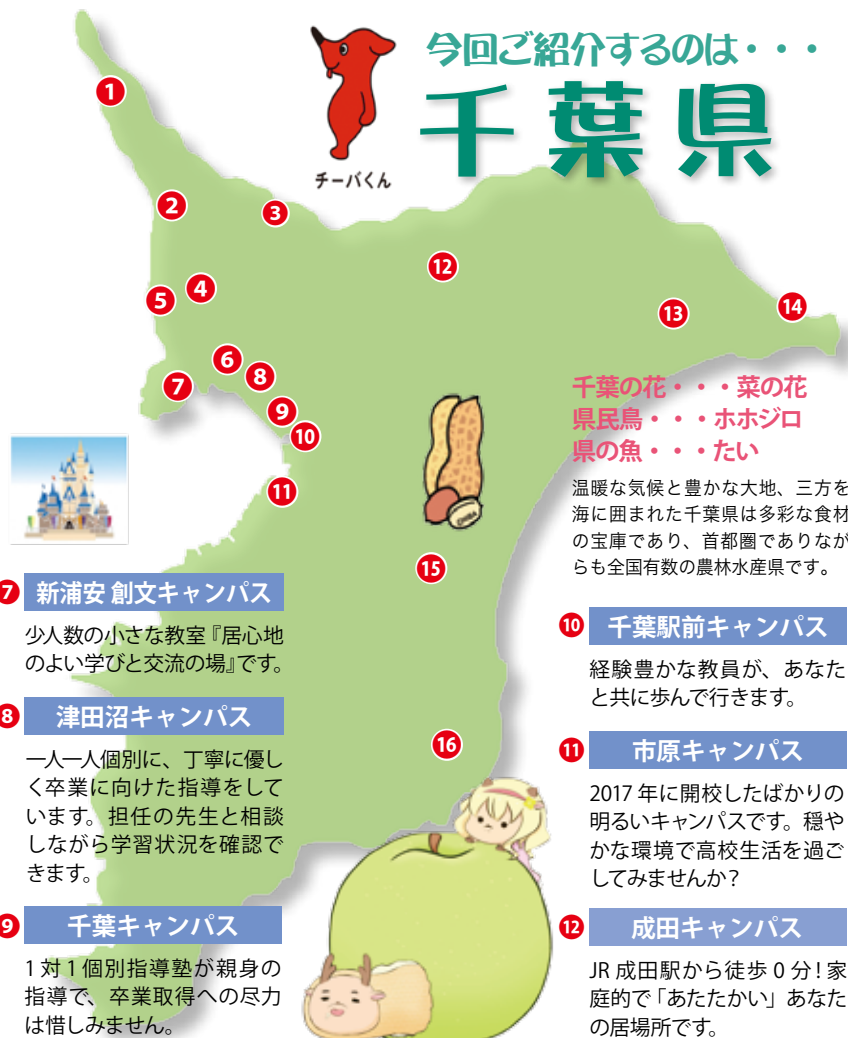 今回ご紹介するのは・・・
千葉県
チーバくん
1
2
3
4
5
6
7
8
9
10
11
12
13
14
15
16
千葉の花・・・菜の花
県民鳥・・・ホホジロ
県の魚・・・たい
温暖な気候と豊かな大地、三方を
海に囲まれた千葉県は多彩な食材
の宝庫であり、首都圏でありなが
らも全国有数の農林水産県です。
7 新浦安 創文キャンパス
少人数の小さな教室『居心地
のよい学びと交流の場』です。
8 津田沼キャンパス
一人一人個別に、丁寧に優し
く卒業に向けた指導をして
います。担任の先生と相談
しながら学習状況を確認で
きます。
9 千葉キャンパス
1対1個別指導塾が親身の
指導で、卒業取得への尽力
は惜しみません。
10 千葉駅前キャンパス
経験豊かな教員が、あなた
と共に歩んで行きます。
11 市原キャンパス
2017年に開校したばかりの
明るいキャンパスです。穏や
かな環境で高校生活を過ご
してみませんか?
12 成田キャンパス
JR成田駅から徒歩0分!家
庭的で「あたたかい」あなた
の居場所です。